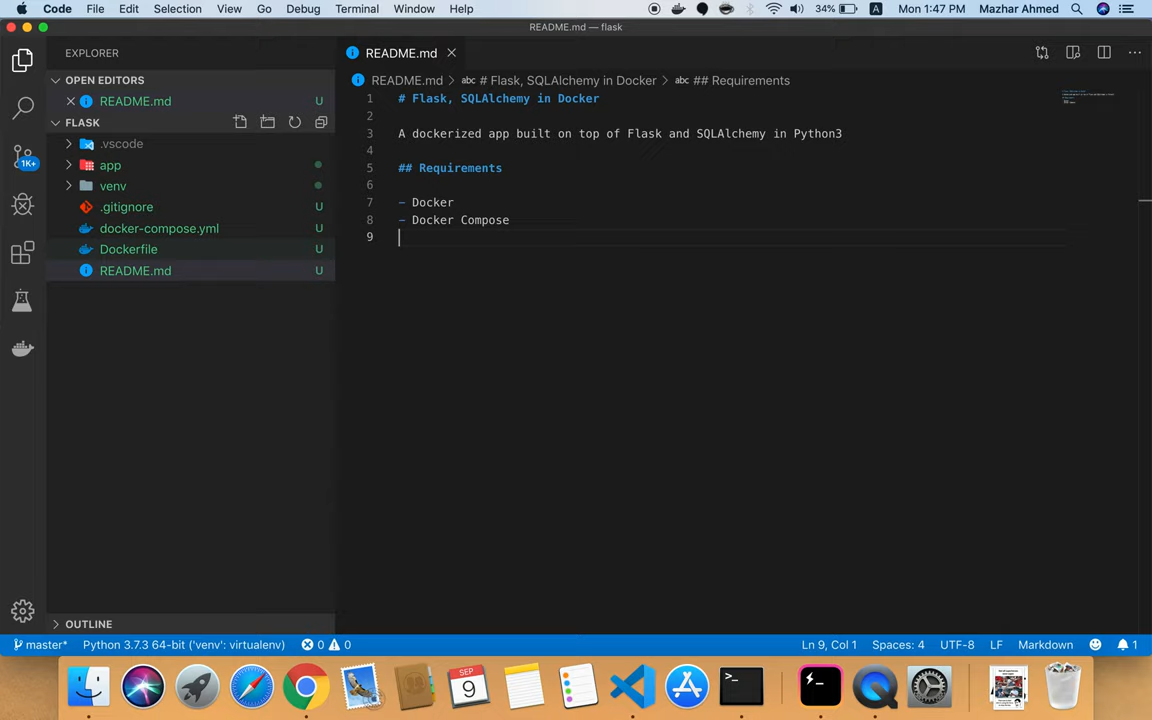 Code File Edit Selection View Go Debug Terminal Window Help 34% A Mon 1:47 PM Mazhar Ahmed
README.md — flask
EXPLORER
README.md
OPEN EDITORS
README.md U
FLASK
.vscode
app
venv
.gitignore U
docker-compose.yml U
Dockerfile U
README.md U
1K+
README.md > abc # Flask, SQLAlchemy in Docker > abc ## Requirements
1 # Flask, SQLAlchemy in Docker
2
3 A dockerized app built on top of Flask and SQLAlchemy in Python3
4
5 ## Requirements
6
7 - Docker
8 - Docker Compose
9
OUTLINE
master* Python 3.7.3 64-bit ('venv': virtualenv) 0 0 Ln 9, Col 1 Spaces: 4 UTF-8 LF Markdown 1
SEP
9